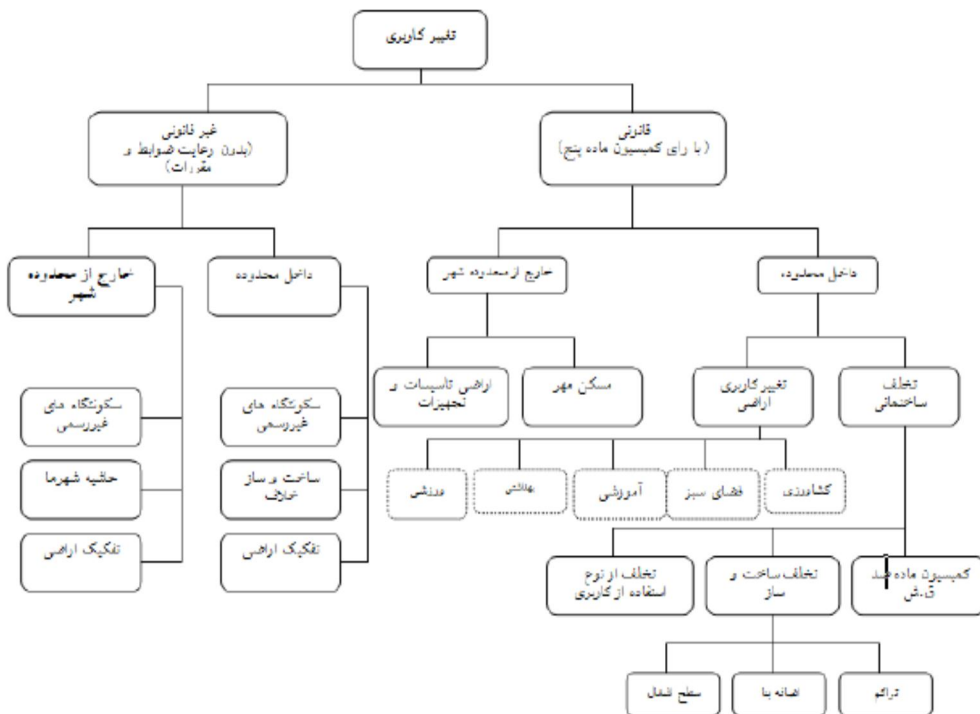 تغییر کاربری
قانونی
(با رای کمیسیون ماده پنج)
غیر قانونی
(بدون رعایت ضوابط و
مقررات)
داخل محدوده
خارج از محدوده شهر
داخل محدوده
خارج از محدوده
شهر
تخلف
ساختمانی
تغییر کاربری
اراضی
مسکن مهر
اراضی تأسیسات و
تجهیزات
سکونتگاه های
غیررسمی
سکونتگاه های
غیررسمی
کشاورزی
فضای سبز
آموزشی
بهداشتی
ورزشی
ساخت و ساز
خلاف
حاشیه شهرها
تفکیک اراضی
تفکیک اراضی
کمیسیون ماده صد
ق.ش
تخلف ساخت و
ساز
تخلف از نوع
استفاده از کاربری
تراکم
اضافه بنا
سطح اشغال